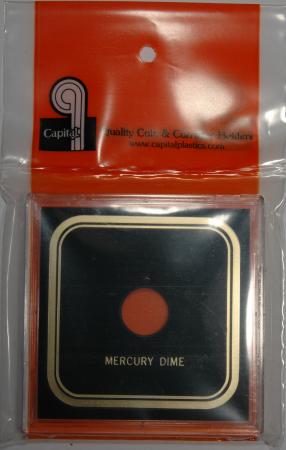 Capital
Quality Coin & Currency Holders
www.capitalplastics.com
MERCURY DIME